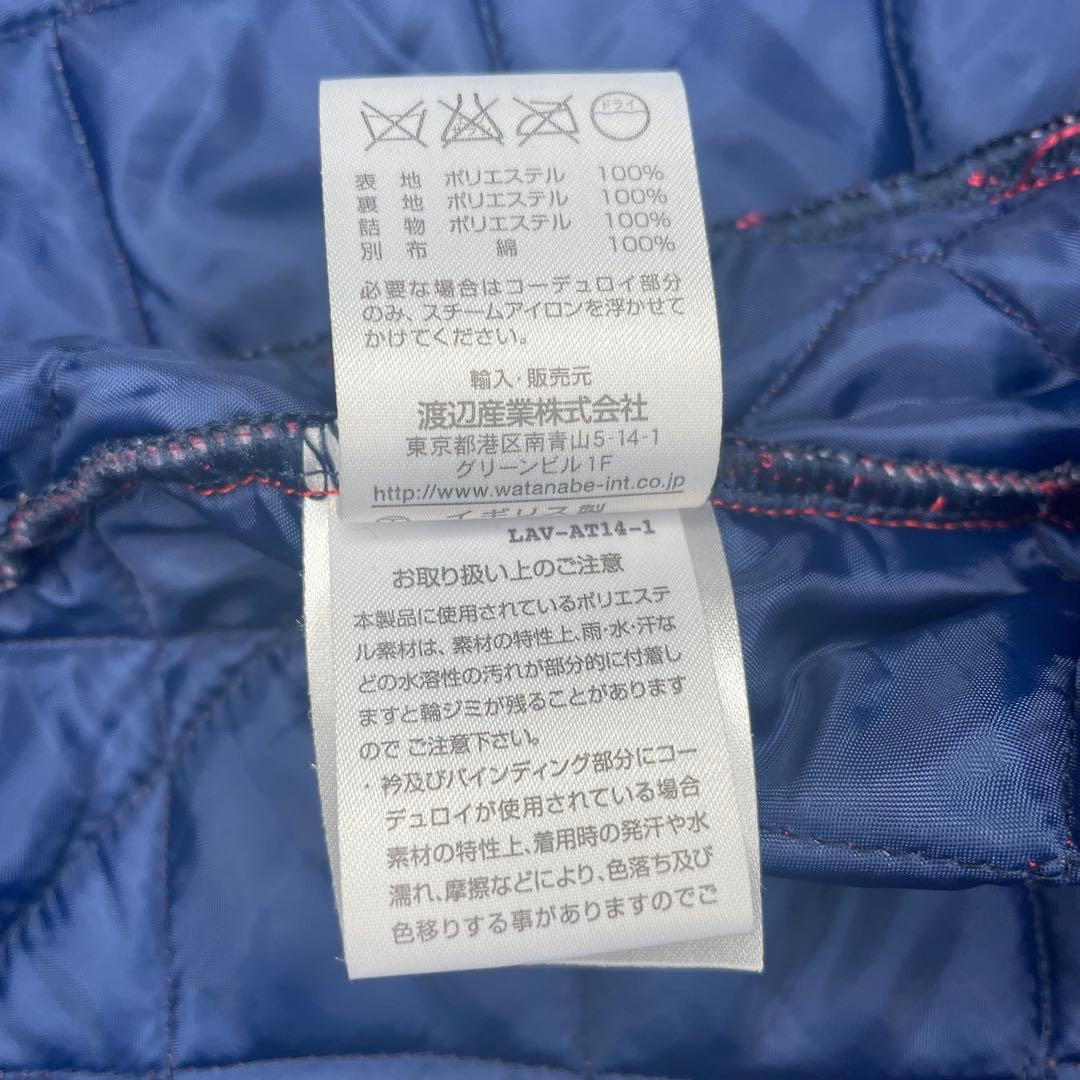 ドライ
表 地 ポリエステル 100%
裏 地 ポリエステル 100%
詰 物 ポリエステル 100%
別 布 綿 100%
必要な場合はコーデュロイ部分
のみ、スチームアイロンを浮かせて
かけてください。
輸入・販売元
渡辺産業株式会社
東京都港区南青山5-14-1
グリーンビル1F
http://www.watanabe-int.co.jp
イギリス製
LAV-AT14-1
お取り扱い上のご注意
本製品に使用されているポリエステ
ル素材は、素材の特性上、雨・水・汗な
どの水溶性の汚れが部分的に付着し
ますと輪ジミが残ることがあります
ので ご注意下さい。
・衿及びバインディング部分にコー
デュロイが使用されている場合
素材の特性上、着用時の発汗や水
濡れ、摩擦などにより、色落ち及び
色移りする事がありますのでご